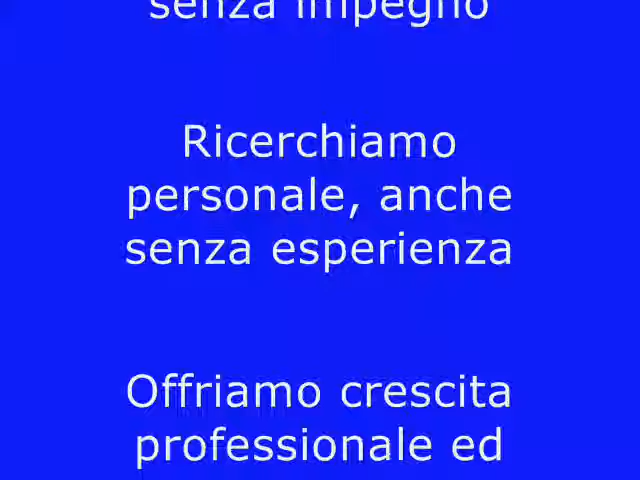 senza impegno
Ricerchiamo
personale, anche
senza esperienza
Offriamo crescita
professionale ed